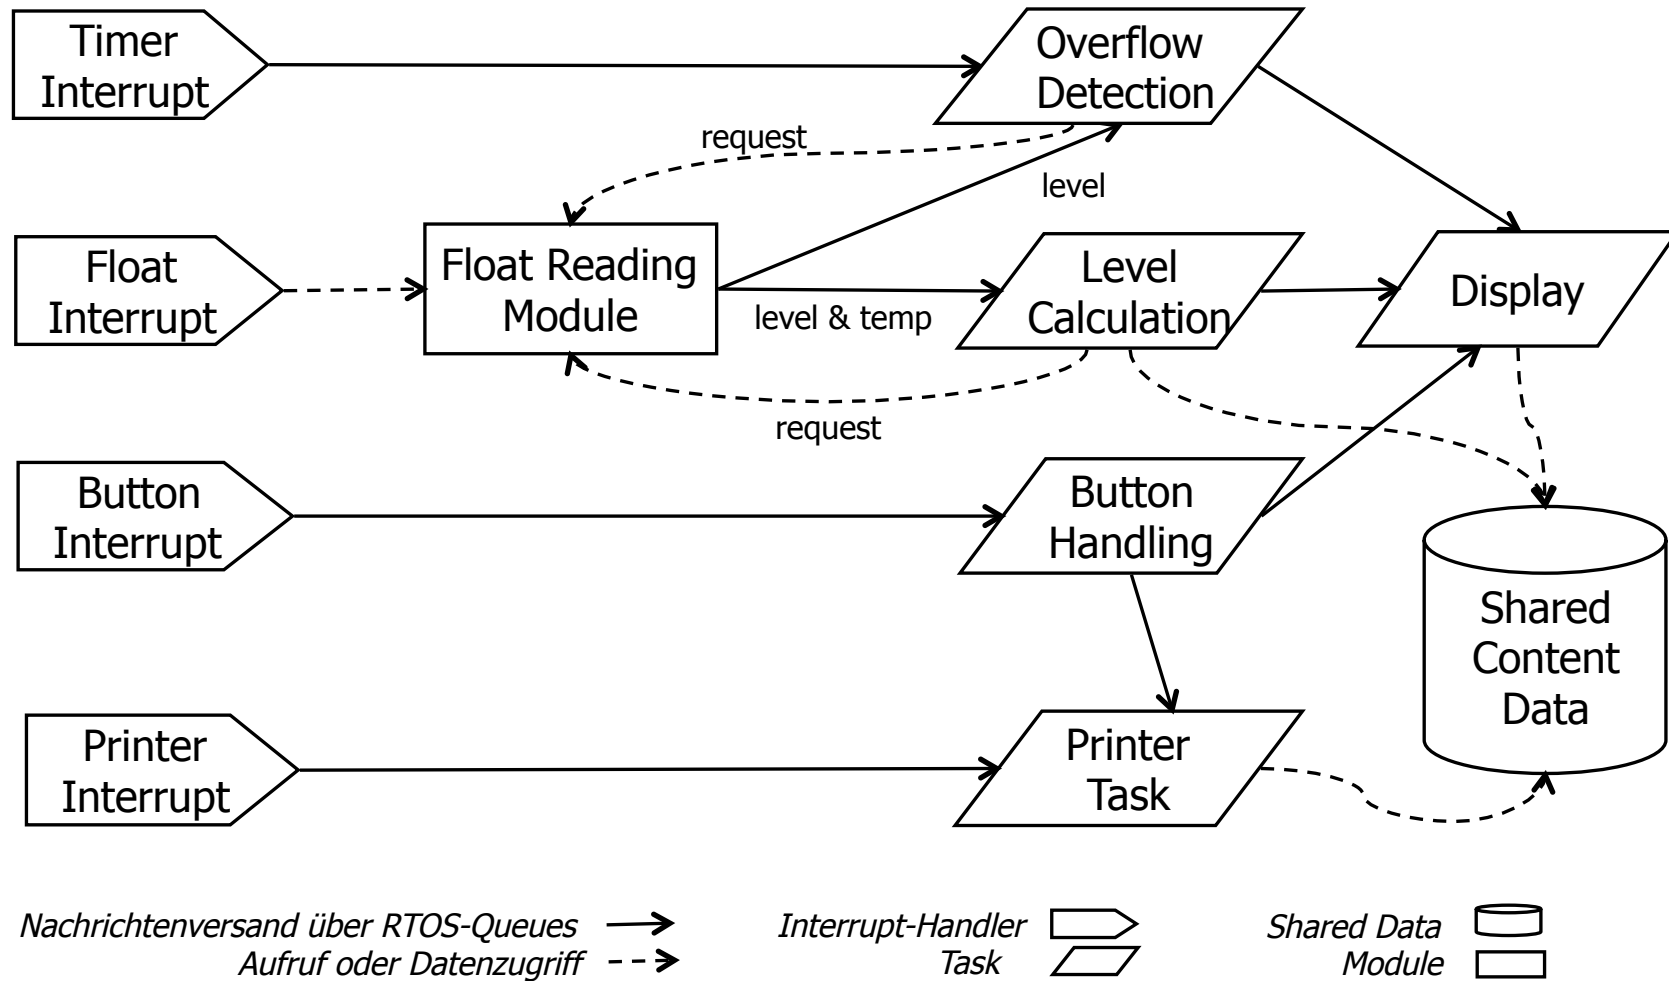 Timer
Interrupt
Overflow
Detection
request
level
Float
Interrupt
Float Reading
Module
level & temp
Level
Calculation
Display
request
Button
Interrupt
Button
Handling
Shared
Content
Data
Printer
Interrupt
Printer
Task
Nachrichtenversand über RTOS-Queues
Aufruf oder Datenzugriff
Interrupt-Handler
Task
Shared Data
Module